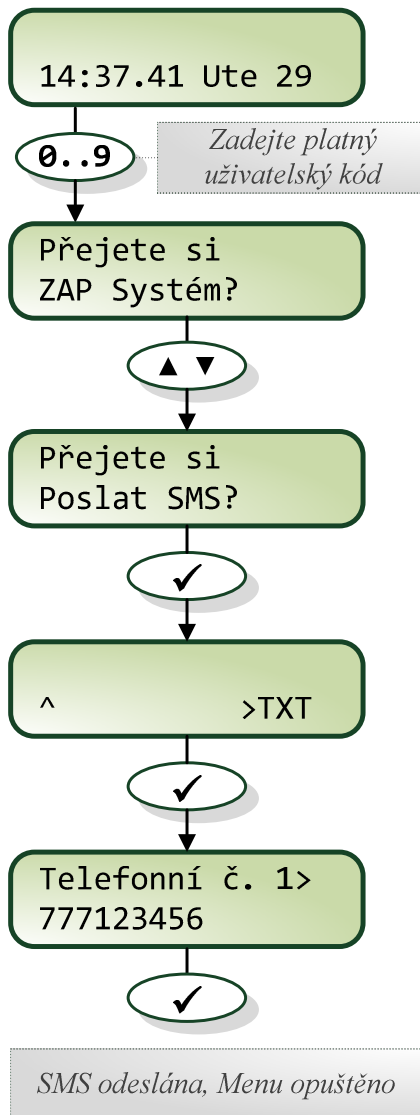 14:37.41 Ute 29
0..9
Zadejte platný
uživatelský kód
Přejete si
ZAP Systém?
▲ ▼
Přejete si
Poslat SMS?
✓
^ >TXT
✓
Telefonní č. 1>
777123456
✓
SMS odeslána, Menu opuštěno